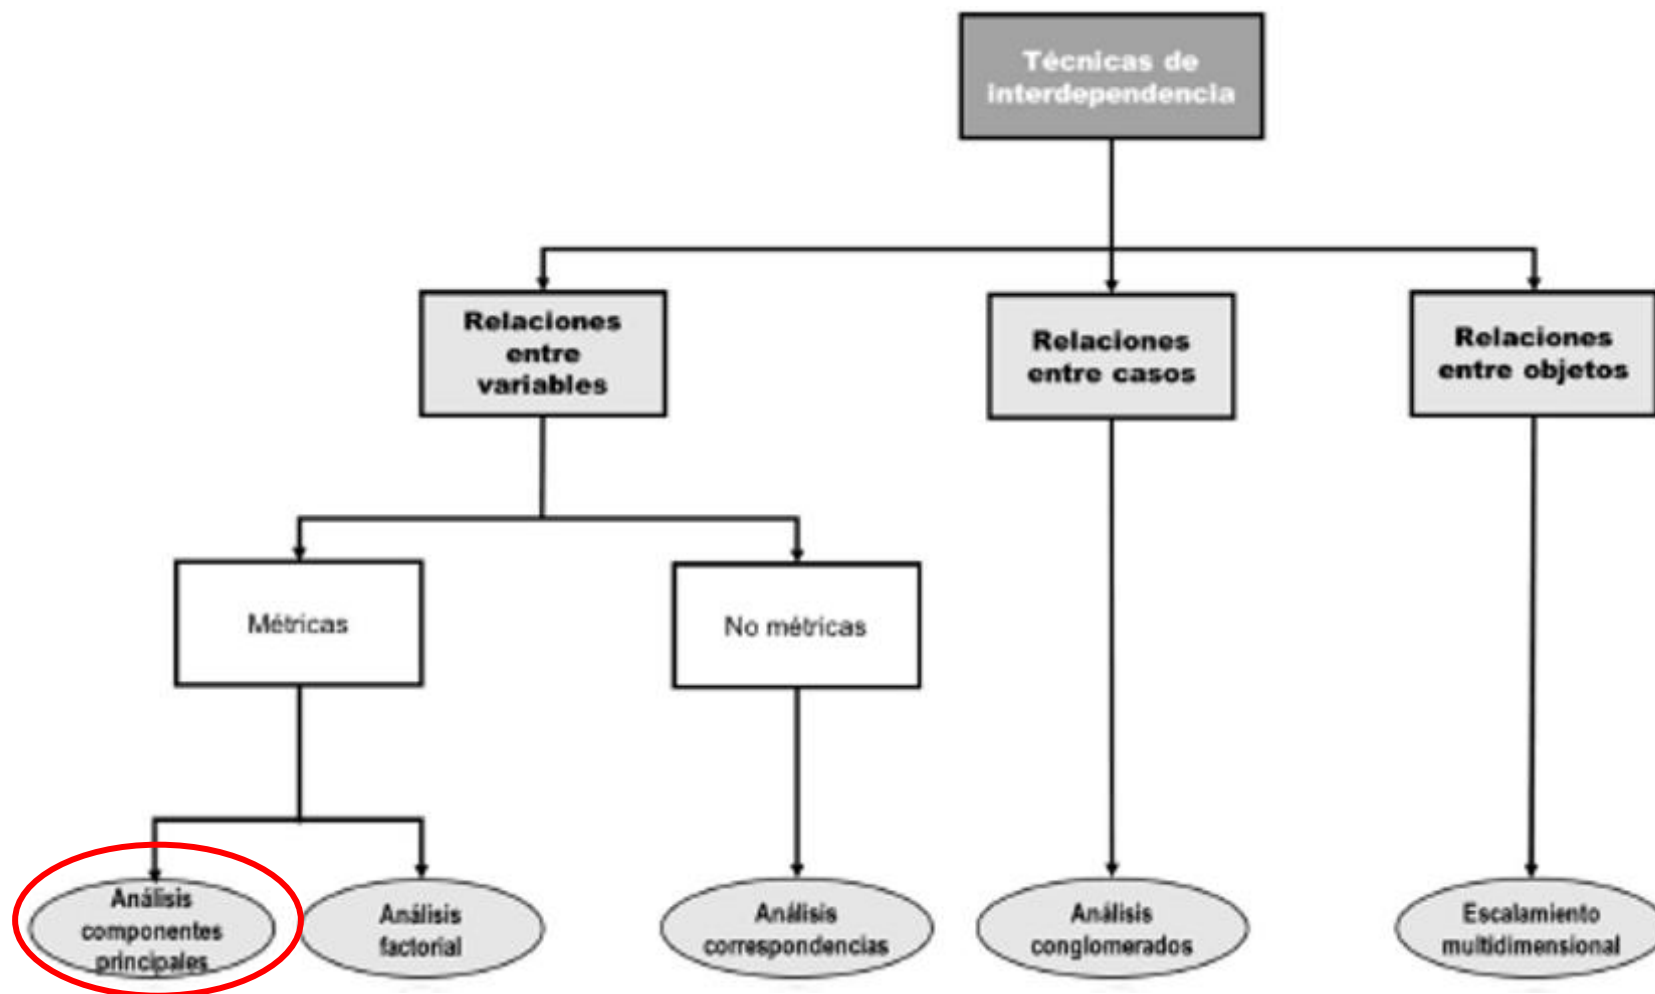 Técnicas de
interdependencia
Relaciones
entre
variables
Relaciones
entre casos
Relaciones
entre objetos
Métricas
No métricas
Análisis
componentes
principales
Análisis
factorial
Análisis
correspondencias
Análisis
conglomerados
Escalamiento
multidimensional